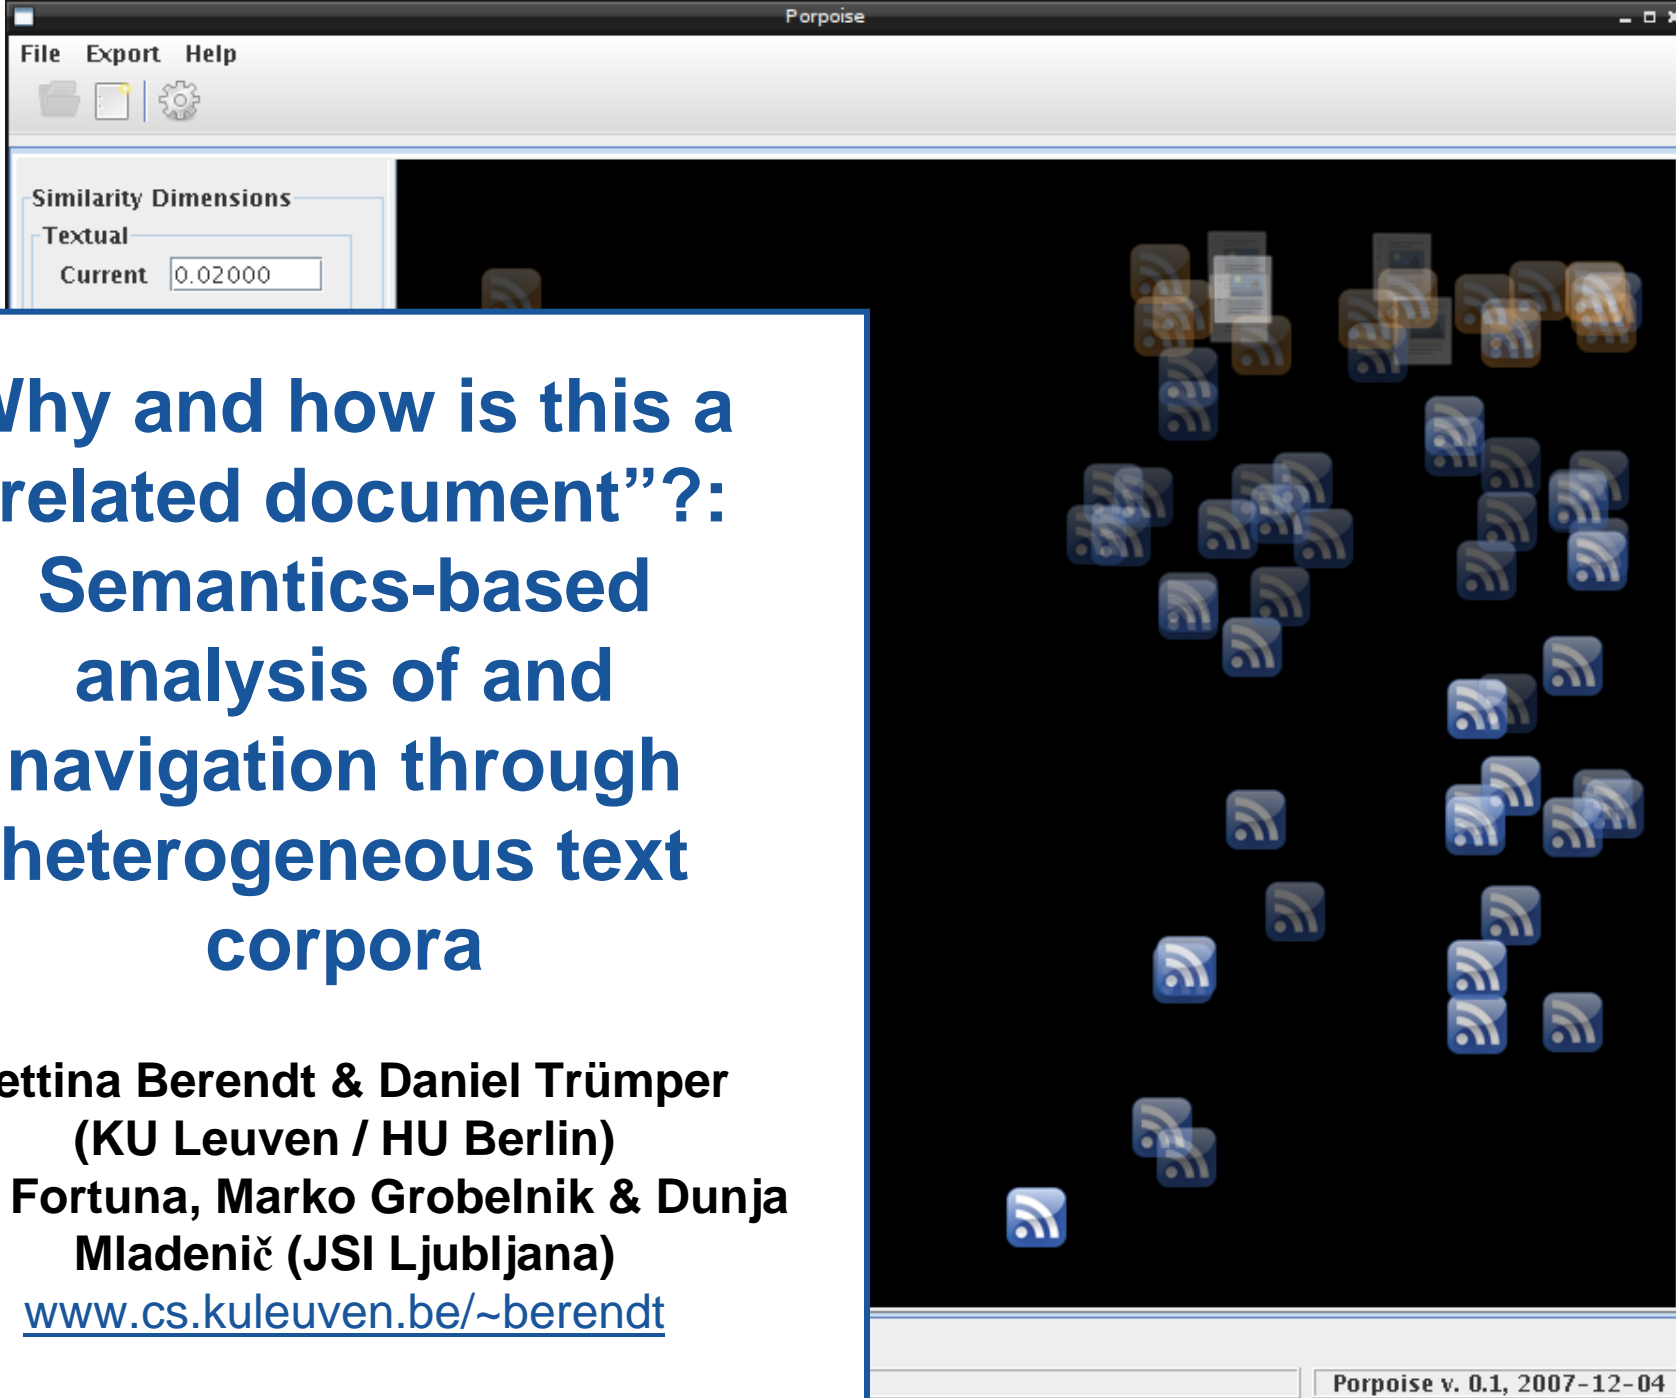 Porpoise
File Export Help
Similarity Dimensions
Textual
Current 0.02000
Why and how is this a
related document”?:
Semantics-based
analysis of and
navigation through
heterogeneous text
corpora
ettina Berendt & Daniel Trümper
(KU Leuven / HU Berlin)
Fortuna, Marko Grobelnik & Dunja
Mladenič (JSI Ljubljana)
www.cs.kuleuven.be/~berendt
Porpoise v. 0.1, 2007-12-04